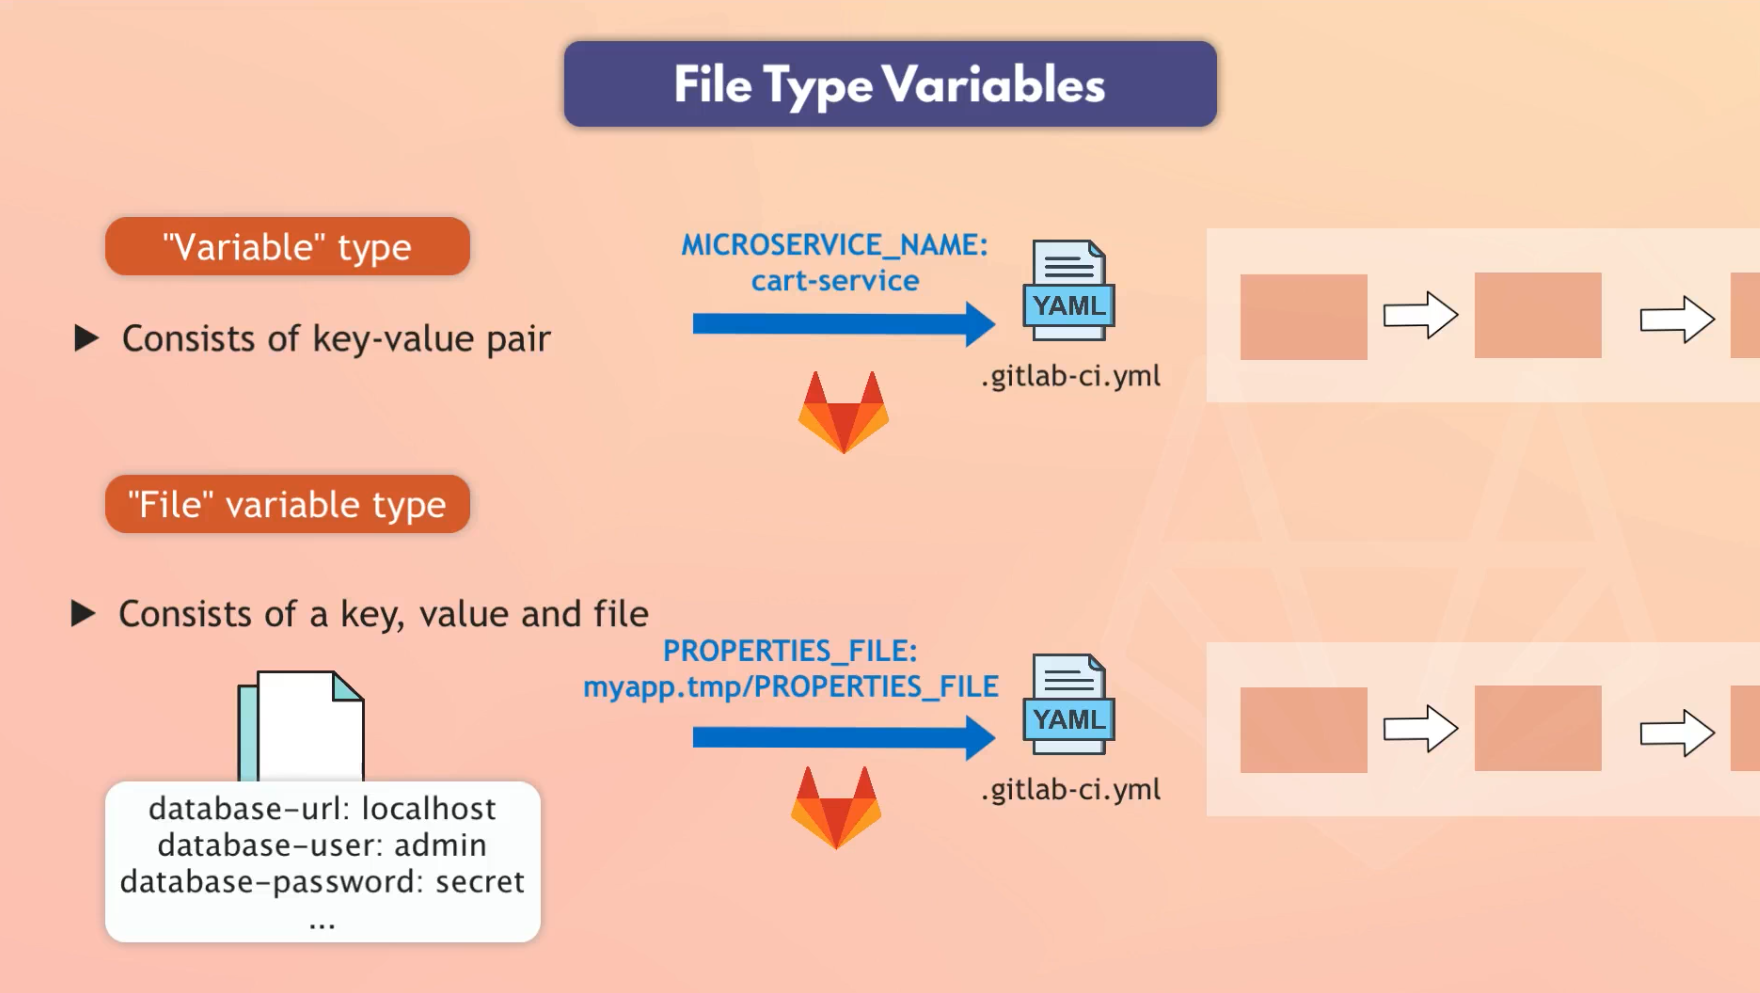 File Type Variables
"Variable" type
▶ Consists of key-value pair
MICROSERVICE_NAME:
cart-service
YAML
.gitlab-ci.yml
"File" variable type
▶ Consists of a key, value and file
PROPERTIES_FILE:
myapp.tmp/PROPERTIES_FILE
YAML
.gitlab-ci.yml
database-url: localhost
database-user: admin
database-password: secret
...